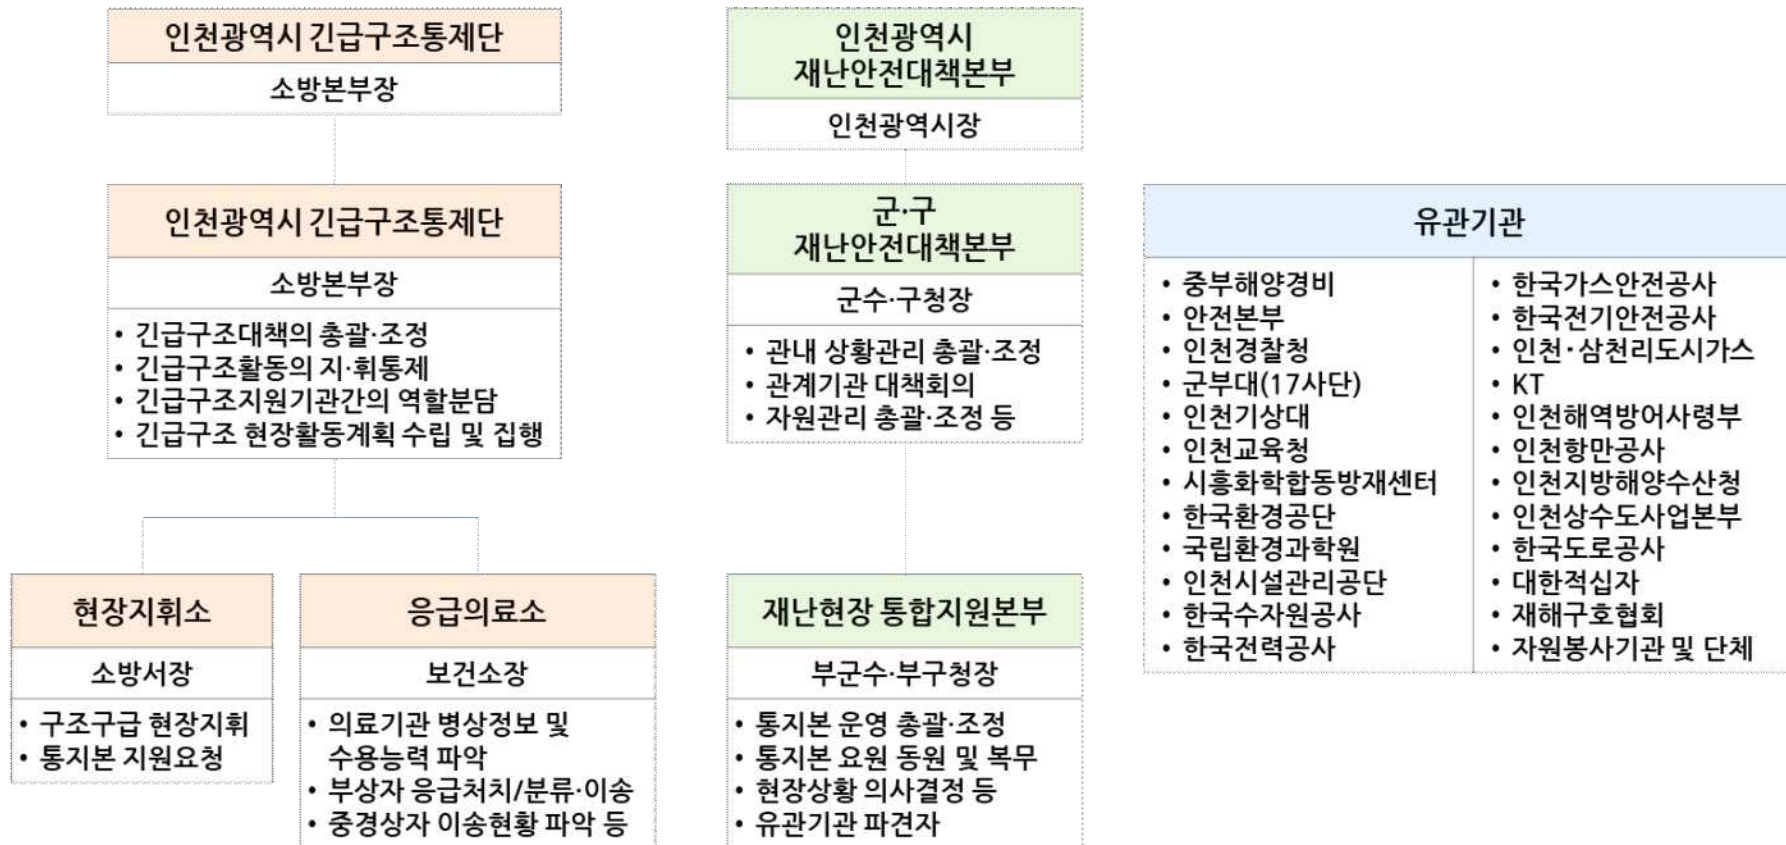 인천광역시 긴급구조통제단
소방본부장
인천광역시 긴급구조통제단
소방본부장
• 긴급구조대책의 총괄·조정
• 긴급구조활동의 지·휘통제
• 긴급구조지원기관간의 역할분담
• 긴급구조 현장활동계획 수립 및 집행
현장지휘소
소방서장
• 구조구급 현장지휘
• 통지본 지원요청
응급의료소
보건소장
• 의료기관 병상정보 및
수용능력 파악
• 부상자 응급처치/분류·이송
• 중경상자 이송현황 파악 등
인천광역시
재난안전대책본부
인천광역시장
군·구
재난안전대책본부
군수·구청장
• 관내 상황관리 총괄·조정
• 관계기관 대책회의
• 자원관리 총괄·조정 등
재난현장 통합지원본부
부군수·부구청장
• 통지본 운영 총괄·조정
• 통지본 요원 동원 및 복무
• 현장상황 의사결정 등
• 유관기관 파견자
유관기관
• 중부해양경비
• 안전본부
• 인천경찰청
• 군부대(17사단)
• 인천기상대
• 인천교육청
• 시흥화학합동방재센터
• 한국환경공단
• 국립환경과학원
• 인천시설관리공단
• 한국수자원공사
• 한국전력공사
• 한국가스안전공사
• 한국전기안전공사
• 인천·삼천리도시가스
• KT
• 인천해역방어사령부
• 인천항만공사
• 인천지방해양수산청
• 인천상수도사업본부
• 한국도로공사
• 대한적십자
• 재해구호협회
• 자원봉사기관 및 단체